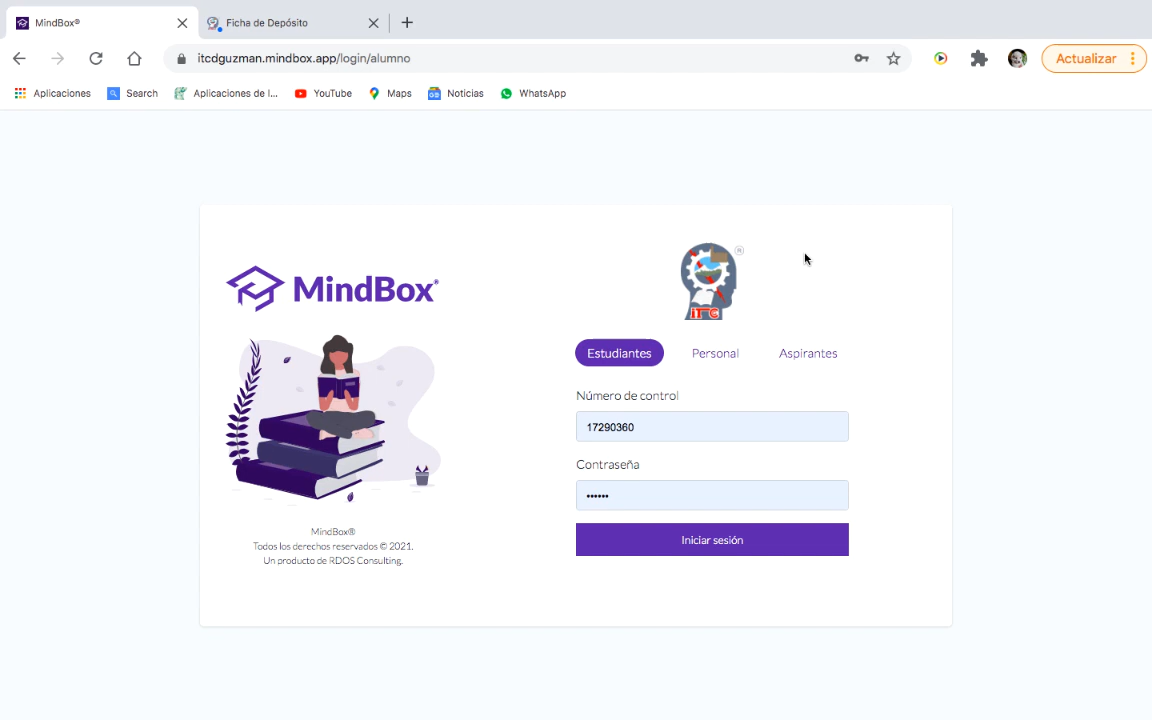 MindBox®
Ficha de Depósito
itcdguzman.mindbox.app/login/alumno
Actualizar
Aplicaciones
Search
Aplicaciones de l...
YouTube
Maps
Noticias
WhatsApp
MindBox®
ITC
Estudiantes
Personal
Aspirantes
Número de control
17290360
Contraseña
••••••
Iniciar sesión
MindBox®
Todos los derechos reservados © 2021.
Un producto de RDOS Consulting.